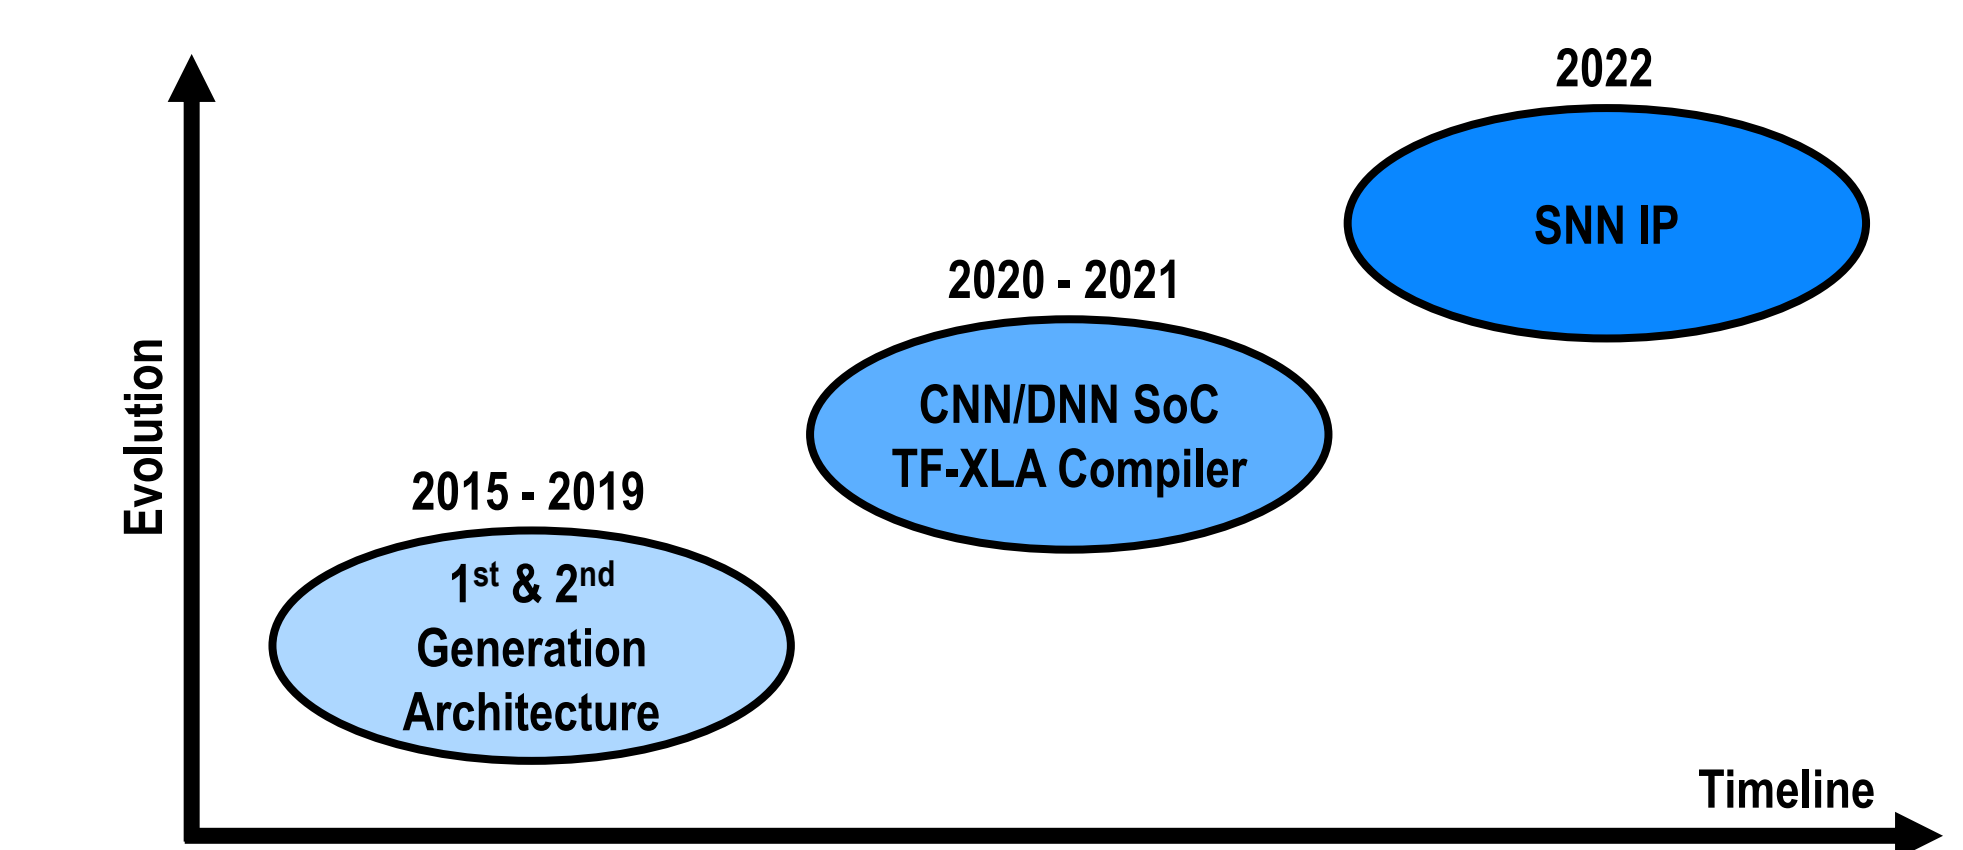 2022
SNN IP
2020 - 2021
CNN/DNN SoC
TF-XLA Compiler
2015 - 2019
1st & 2nd
Generation
Architecture
Evolution
Timeline